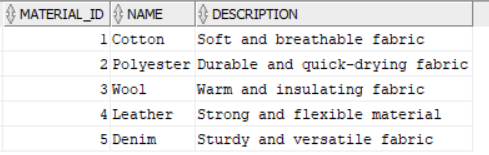 MATERIAL_ID NAME DESCRIPTION
1 Cotton Soft and breathable fabric
2 Polyester Durable and quick-drying fabric
3 Wool Warm and insulating fabric
4 Leather Strong and flexible material
5 Denim Sturdy and versatile fabric